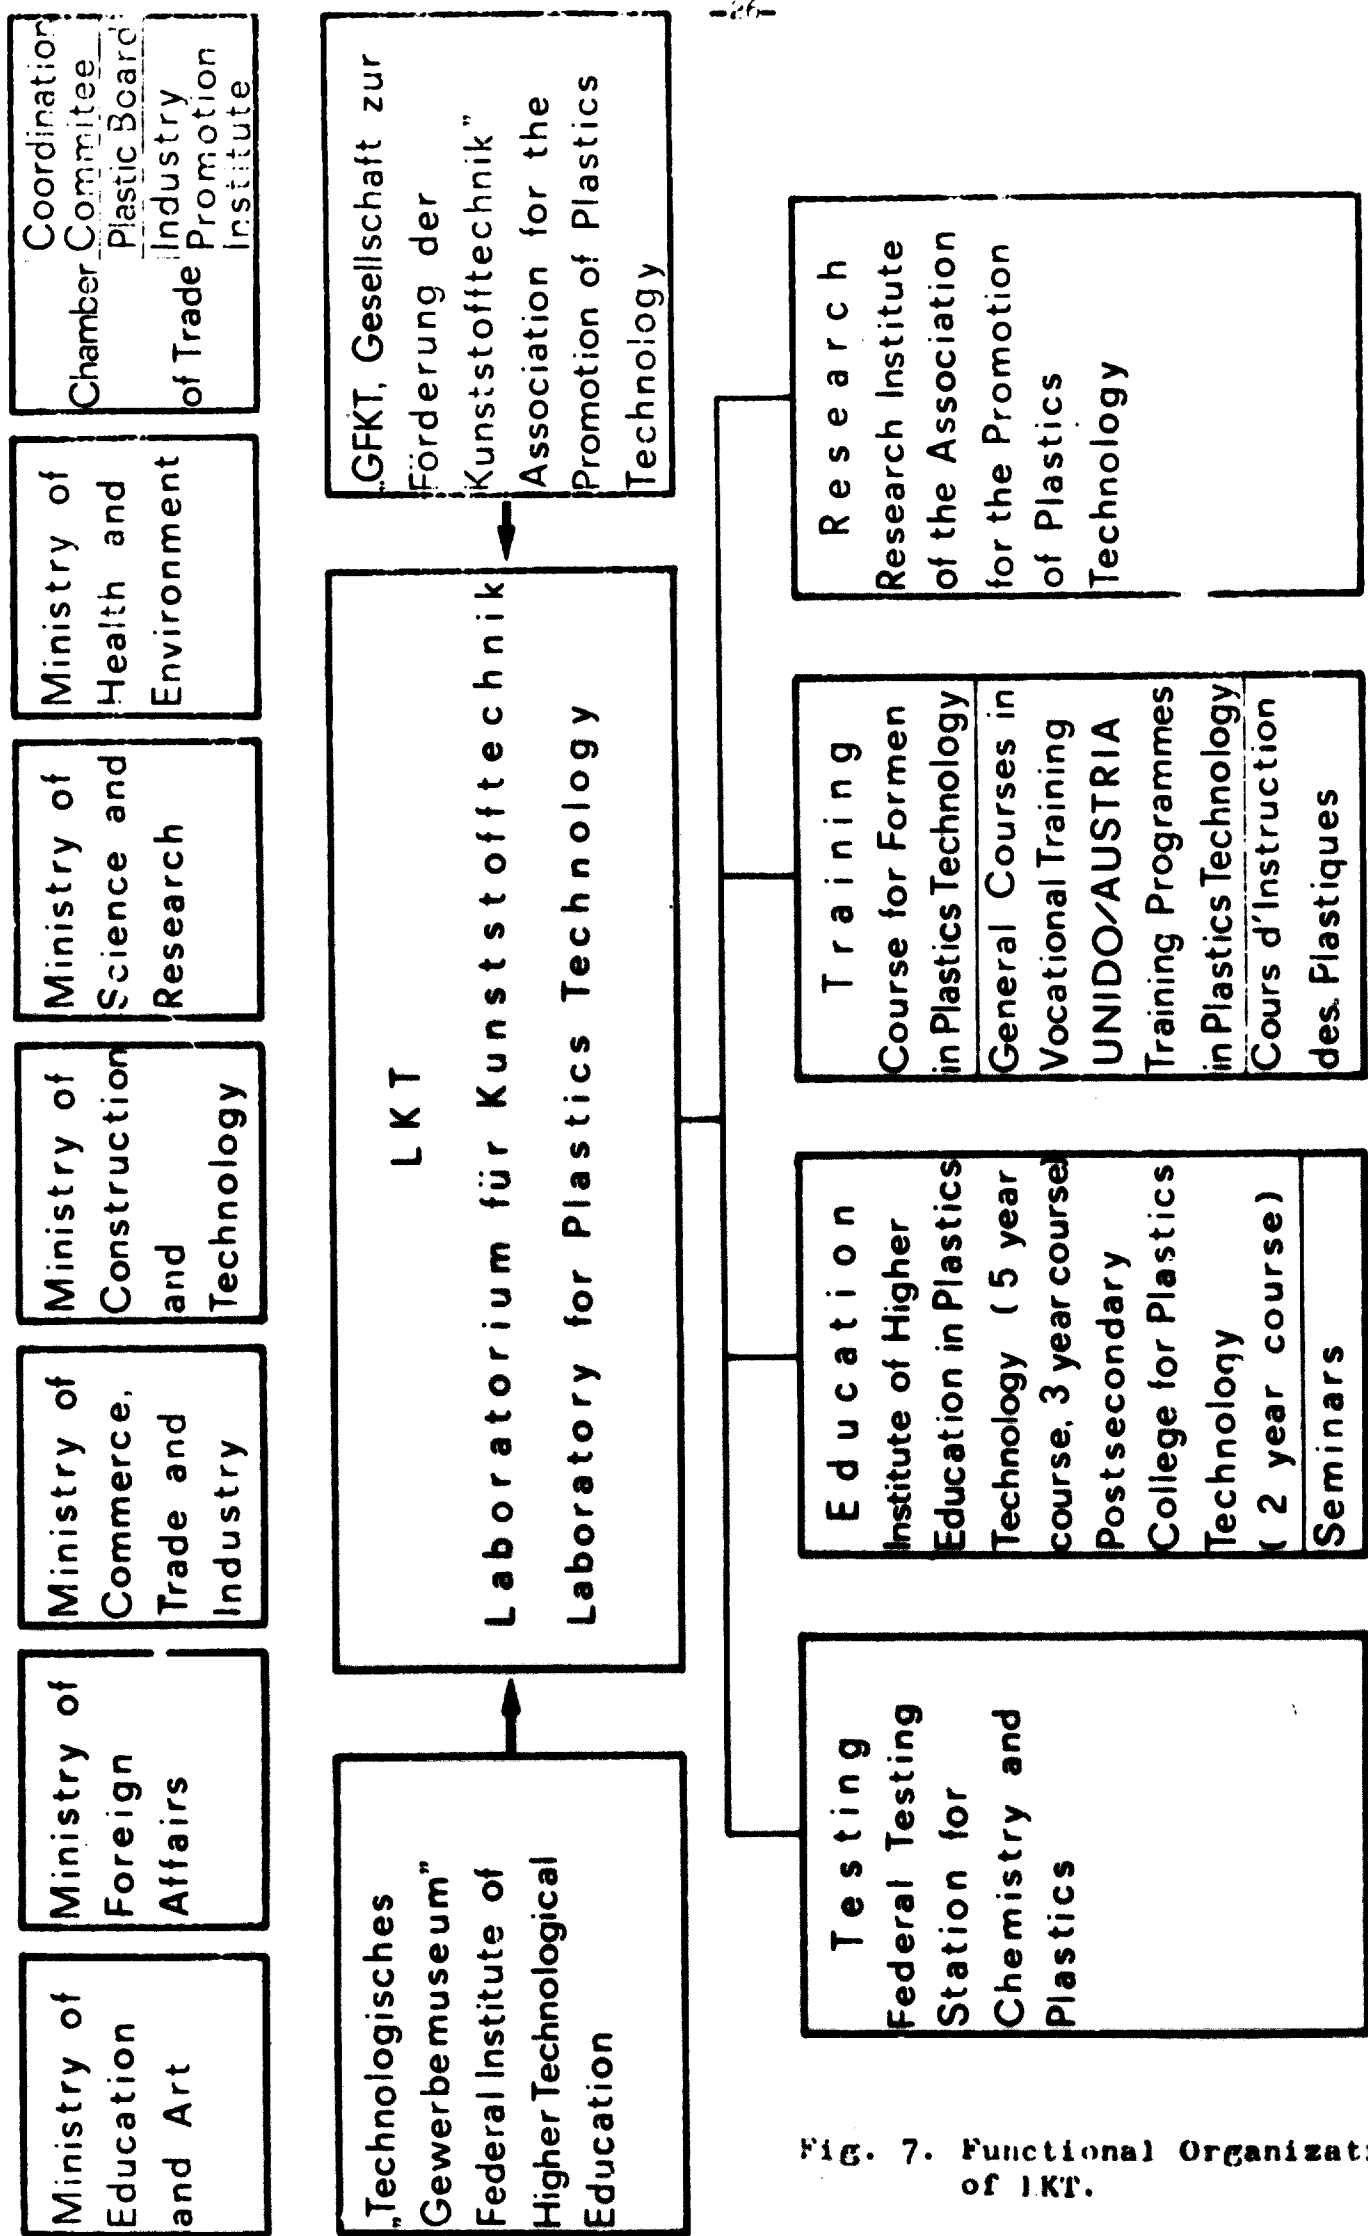 -26-
Ministry of
Education
and Art
Ministry of
Foreign
Affairs
Ministry of
Commerce,
Trade and
Industry
Ministry of
Construction
and
Technology
Ministry of
Science and
Research
Ministry of
Health and
Environment
Chamber
of Trade
Coordination
Commitee
Plastic Board
Industry
Promotion
Institute
„Technologisches
Gewerbemuseum”
Federal Institute of
Higher Technological
Education
LKT
Laboratorium für Kunststofftechnik
Laboratory for Plastics Technology
„GFKT, Gesellschaft zur
Förderung der
Kunststofftechnik”
Association for the
Promotion of Plastics
Technology
Testing
Federal Testing
Station for
Chemistry and
Plastics
Education
Institute of Higher
Education in Plastics
Technology (5 year
course, 3 year course)
Postsecondary
College for Plastics
Technology
( 2 year course)
Seminars
Training
Course for Formen
in Plastics Technology
General Courses in
Vocational Training
UNIDO/AUSTRIA
Training Programmes
in Plastics Technology
Cours d'Instruction
des Plastiques
Research
Research Institute
of the Association
for the Promotion
of Plastics
Technology
Fig. 7. Functional Organizat
of LKT.